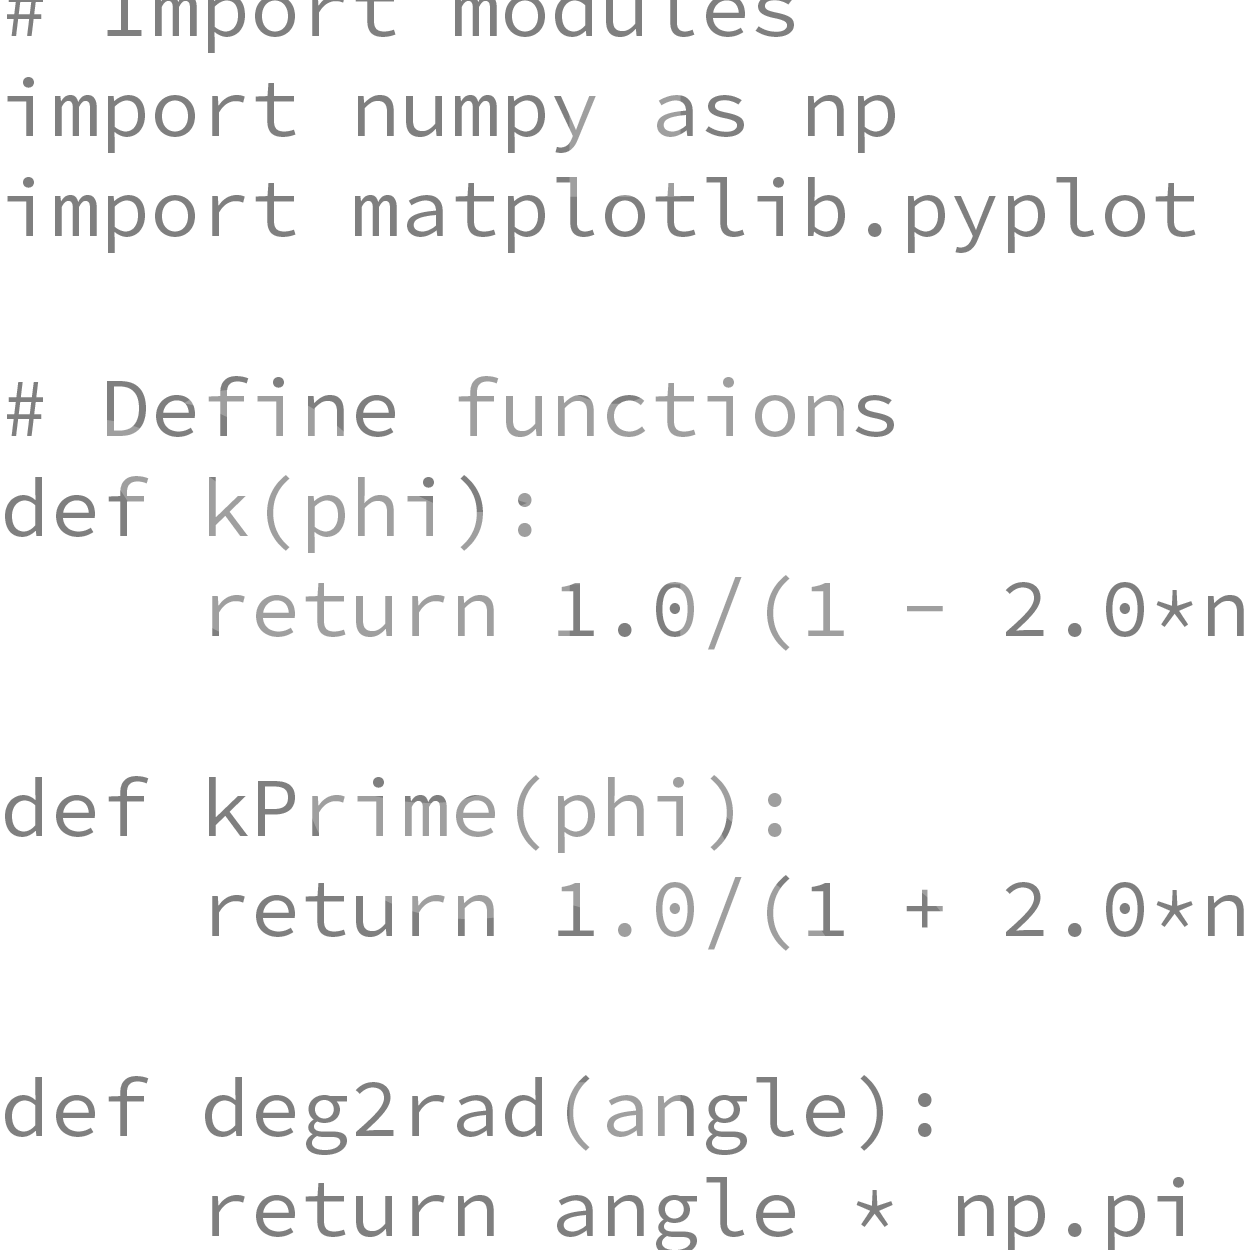 # Import modules
import numpy as np
import matplotlib.pyplot
# Define functions
def k(phi):
return 1.0/(1 - 2.0*n
def kPrime(phi):
return 1.0/(1 + 2.0*n
def deg2rad(angle):
return angle * np.pi